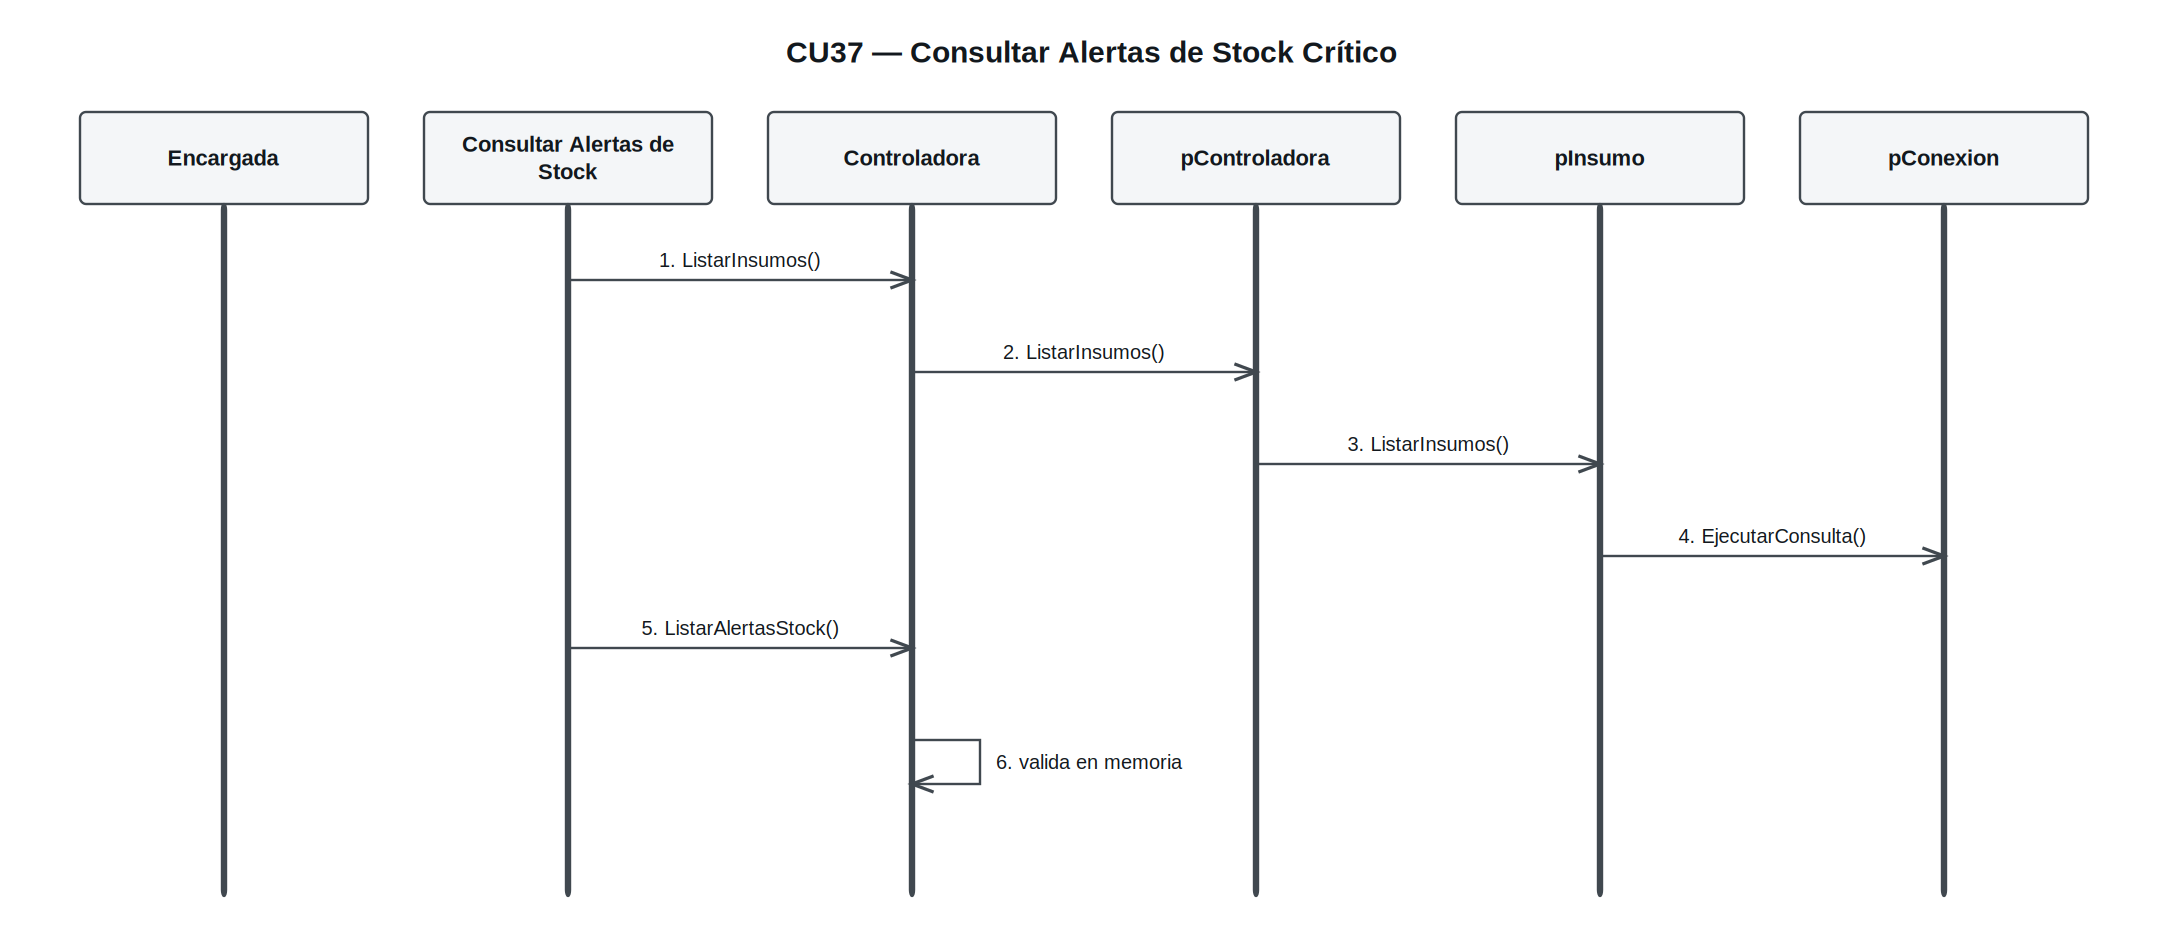 CU37 — Consultar Alertas de Stock Crítico
Encargada
Consultar Alertas de
Stock
Controladora
pControladora
pInsumo
pConexion
1. ListarInsumos()
2. ListarInsumos()
3. ListarInsumos()
4. EjecutarConsulta()
5. ListarAlertasStock()
6. valida en memoria